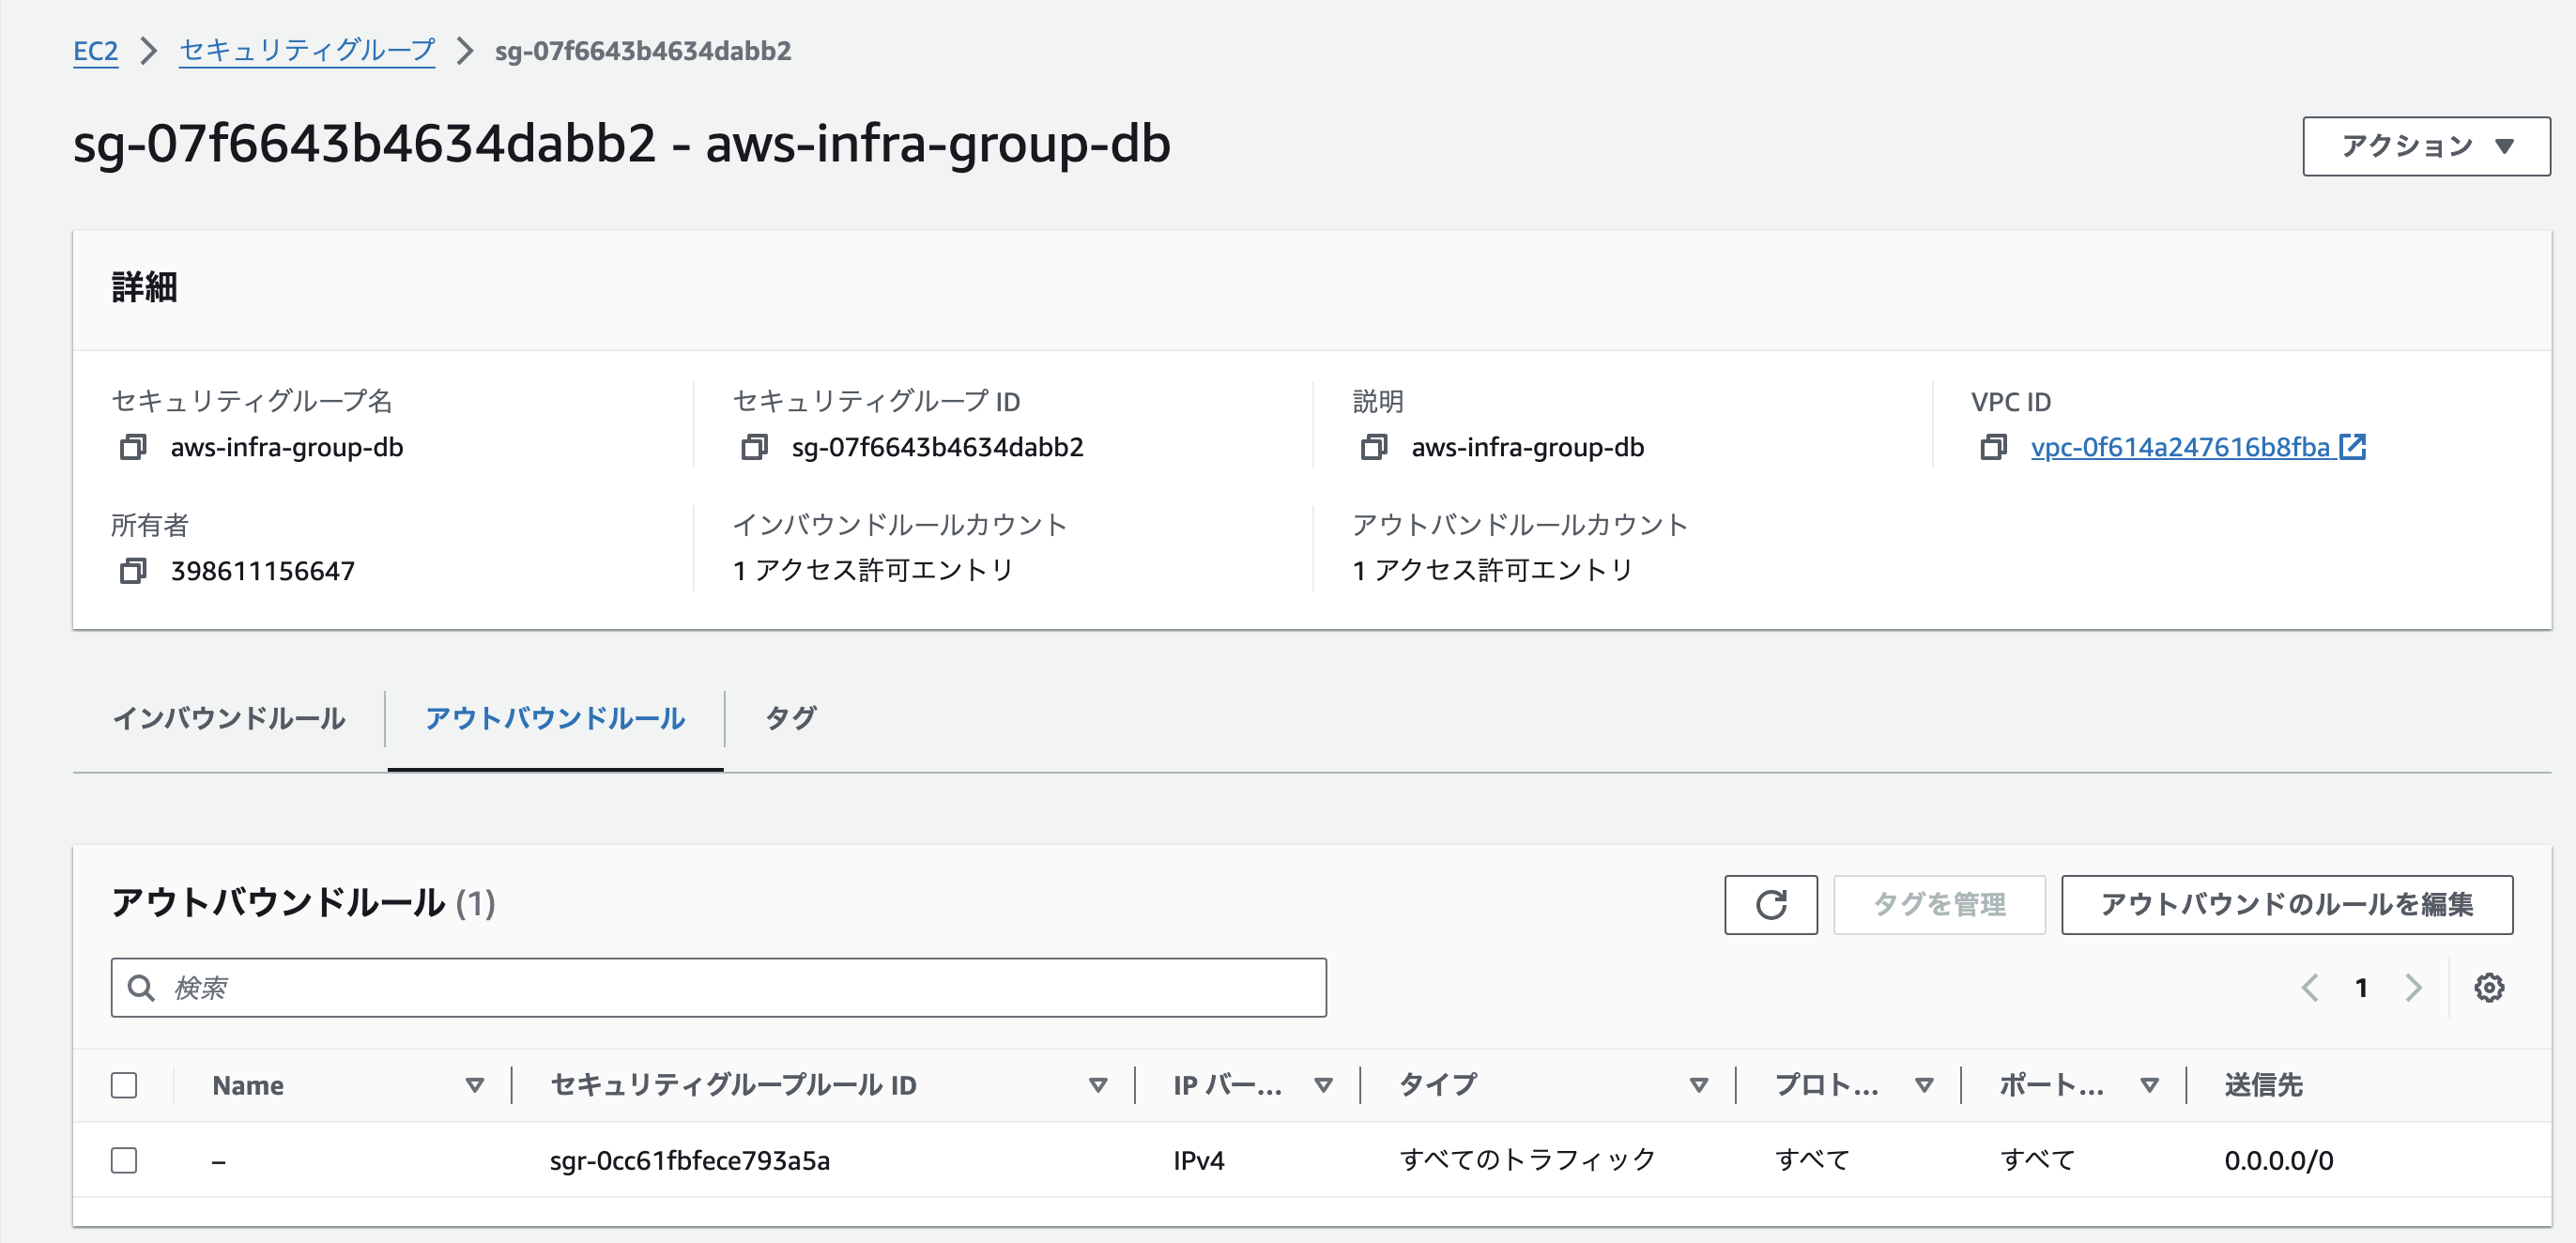 EC2 > セキュリティグループ > sg-07f6643b4634dabb2
sg-07f6643b4634dabb2 - aws-infra-group-db
アクション
詳細
セキュリティグループ名
aws-infra-group-db
セキュリティグループ ID
sg-07f6643b4634dabb2
説明
aws-infra-group-db
VPC ID
vpc-0f614a247616b8fba
所有者
398611156647
インバウンドルールカウント
1 アクセス許可エントリ
アウトバンドルールカウント
1 アクセス許可エントリ
インバウンドルール アウトバウンドルール タグ
アウトバウンドルール (1)
タグを管理
アウトバウンドのルールを編集
検索
1
Name セキュリティグループルール ID IP バー... タイプ プロト... ポート... 送信先
– sgr-0cc61fbfece793a5a IPv4 すべてのトラフィック すべて すべて 0.0.0.0/0